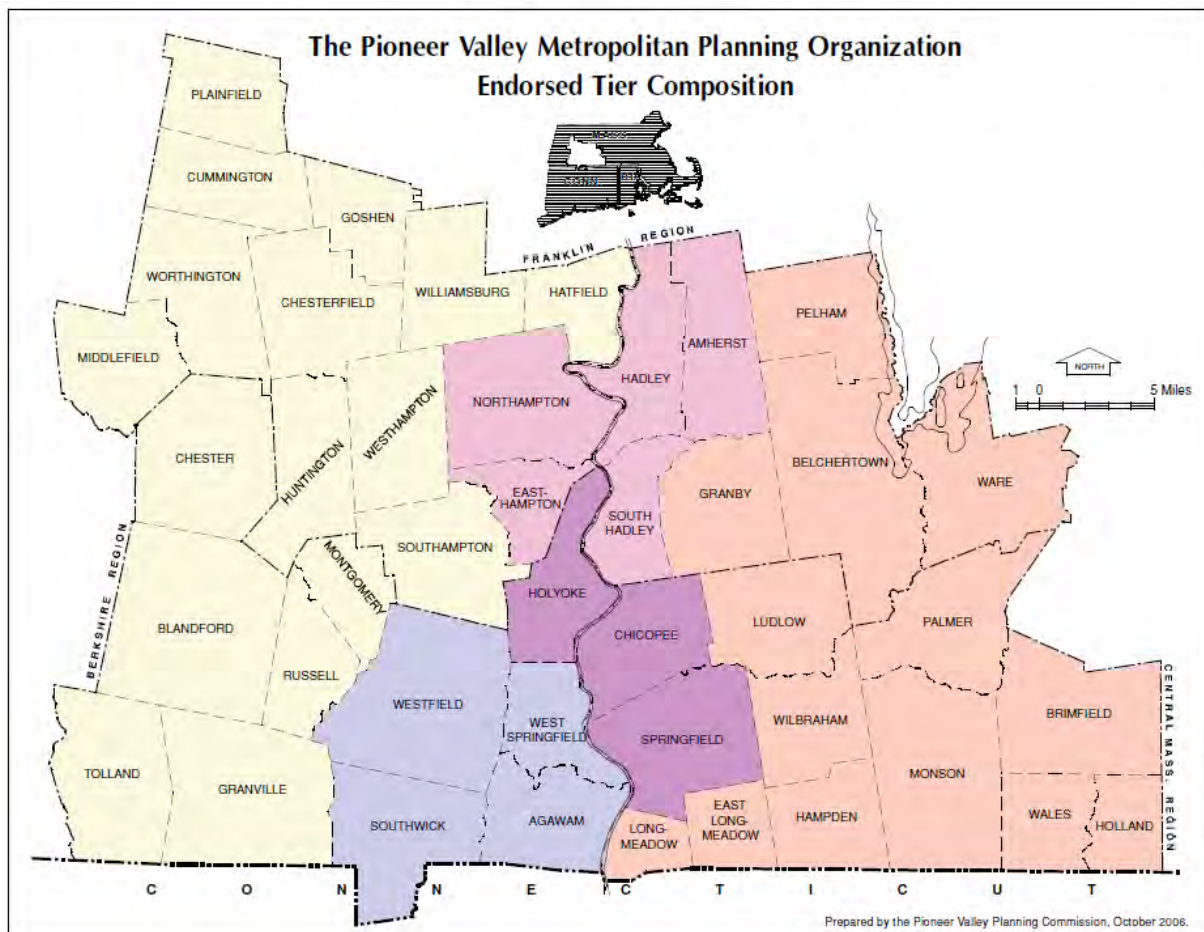 The Pioneer Valley Metropolitan Planning Organization
Endorsed Tier Composition
MASS.
CONN.
R.I.
PLAINFIELD
CUMMINGTON
GOSHEN
WORTHINGTON
CHESTERFIELD
WILLIAMSBURG
HATFIELD
FRANKLIN REGION
MIDDLEFIELD
PELHAM
AMHERST
HADLEY
NORTHAMPTON
NORTH
1 0 5 Miles
CHESTER
HUNTINGTON
WESTHAMPTON
EAST-
HAMPTON
SOUTH
HADLEY
GRANBY
BELCHERTOWN
WARE
BERKSHIRE REGION
MONTGOMERY
SOUTHAMPTON
HOLYOKE
CHICOPEE
LUDLOW
PALMER
BLANDFORD
RUSSELL
WESTFIELD
WEST
SPRINGFIELD
SPRINGFIELD
WILBRAHAM
BRIMFIELD
CENTRAL MASS. REGION
TOLLAND
GRANVILLE
SOUTHWICK
AGAWAM
LONG-
MEADOW
EAST
LONG-
MEADOW
HAMPDEN
MONSON
WALES
HOLLAND
CONNECTICUT
Prepared by the Pioneer Valley Planning Commission, October 2006.